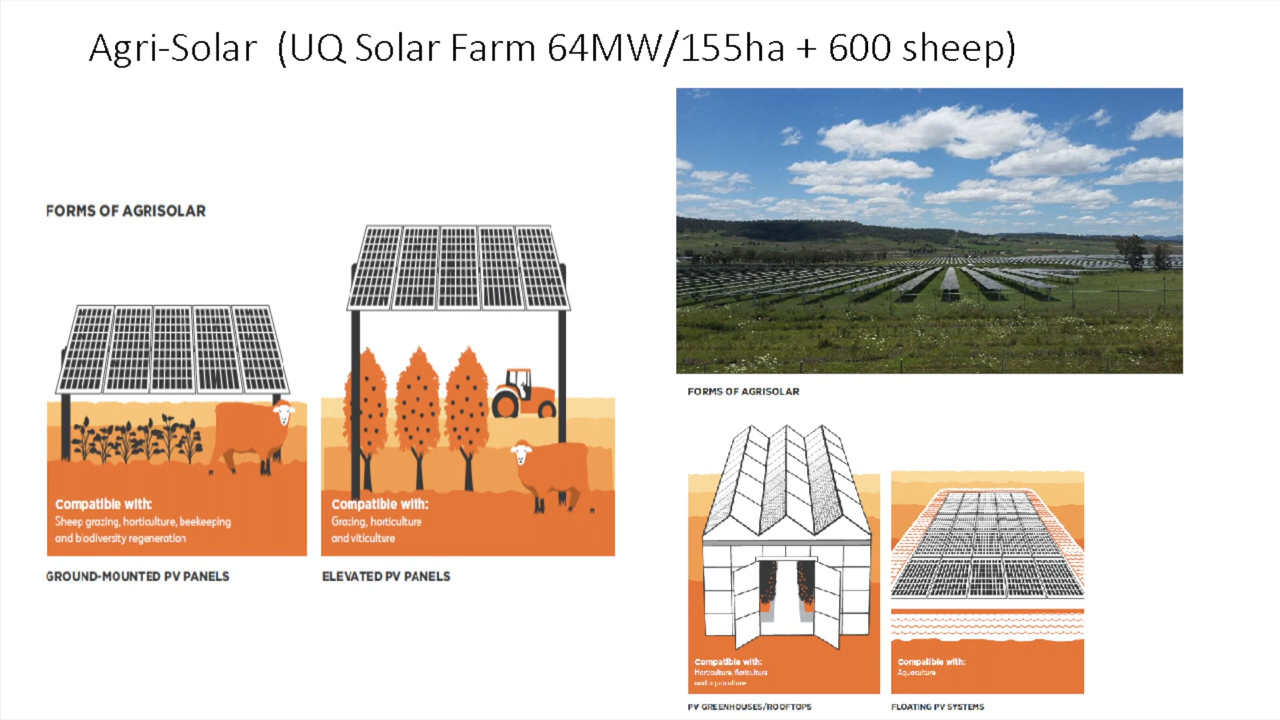 Agri-Solar (UQ Solar Farm 64MW/155ha + 600 sheep)
FORMS OF AGRISOLAR
Compatible with:
Sheep grazing, horticulture, beekeeping
and biodiversity regeneration
GROUND-MOUNTED PV PANELS
Compatible with:
Grazing, horticulture
and viticulture
ELEVATED PV PANELS
FORMS OF AGRISOLAR
Compatible with:
Horticulture, floriculture
and aquaculture
PV GREENHOUSES/ROOFTOPS
Compatible with:
Aquaculture
FLOATING PV SYSTEMS